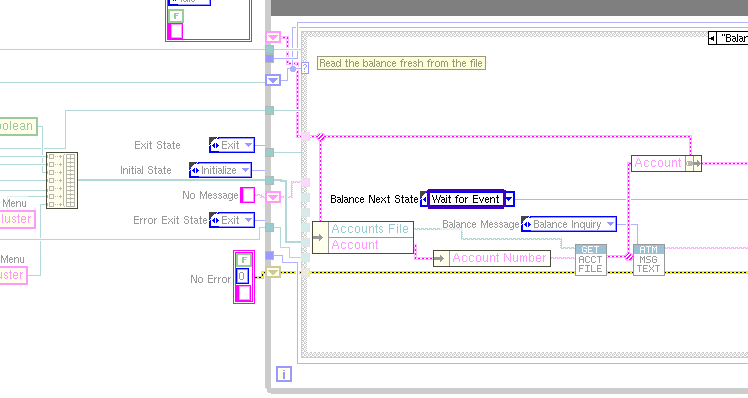 F
"Balan
?
Read the balance fresh from the file
oolean
Exit State
Exit
Account
Initial State
Initialize
No Message
Balance Next State
Wait for Event
Menu
luster
Error Exit State
Exit
Accounts File
Account
Balance Message
Balance Inquiry
GET
ACCT
FILE
ATM
MSG
TEXT
Account Number
Menu
uster
F
No Error
0
i